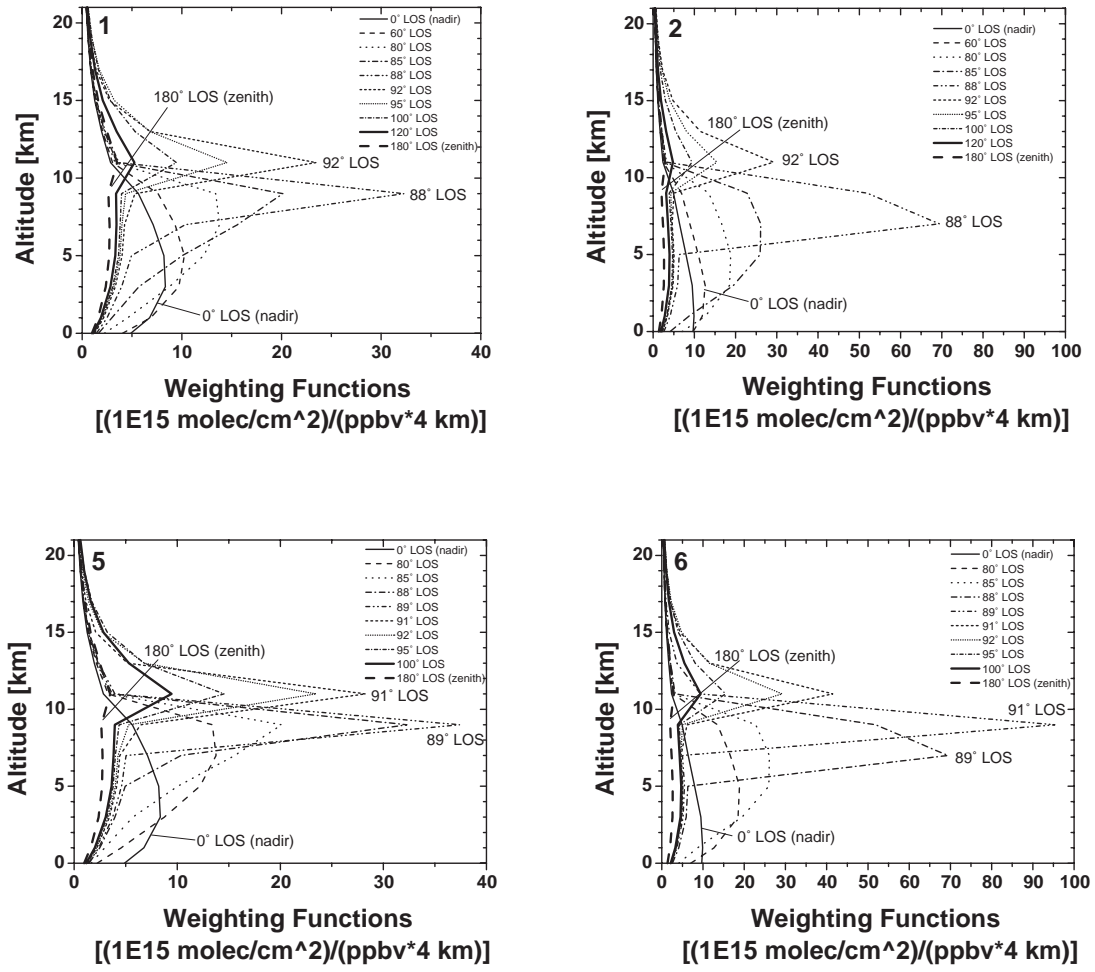 1
20
15
10
5
0
Altitude [km]
0° LOS (nadir)
60° LOS
80° LOS
85° LOS
88° LOS
92° LOS
95° LOS
100° LOS
120° LOS
180° LOS (zenith)
180° LOS (zenith)
92° LOS
88° LOS
0° LOS (nadir)
0 10 20 30 40
Weighting Functions
[(1E15 molec/cm^2)/(ppbv*4 km)]
2
20
15
10
5
0
Altitude [km]
0° LOS (nadir)
60° LOS
80° LOS
85° LOS
88° LOS
92° LOS
95° LOS
100° LOS
120° LOS
180° LOS (zenith)
180° LOS (zenith)
92° LOS
88° LOS
0° LOS (nadir)
0 10 20 30 40 50 60 70 80 90 100
Weighting Functions
[(1E15 molec/cm^2)/(ppbv*4 km)]
5
20
15
10
5
0
Altitude [km]
0° LOS (nadir)
80° LOS
85° LOS
88° LOS
89° LOS
91° LOS
92° LOS
95° LOS
100° LOS
180° LOS (zenith)
180° LOS (zenith)
91° LOS
89° LOS
0° LOS (nadir)
0 10 20 30 40
Weighting Functions
[(1E15 molec/cm^2)/(ppbv*4 km)]
6
20
15
10
5
0
Altitude [km]
0° LOS (nadir)
80° LOS
85° LOS
88° LOS
89° LOS
91° LOS
92° LOS
95° LOS
100° LOS
180° LOS (zenith)
180° LOS (zenith)
91° LOS
89° LOS
0° LOS (nadir)
0 10 20 30 40 50 60 70 80 90 100
Weighting Functions
[(1E15 molec/cm^2)/(ppbv*4 km)]